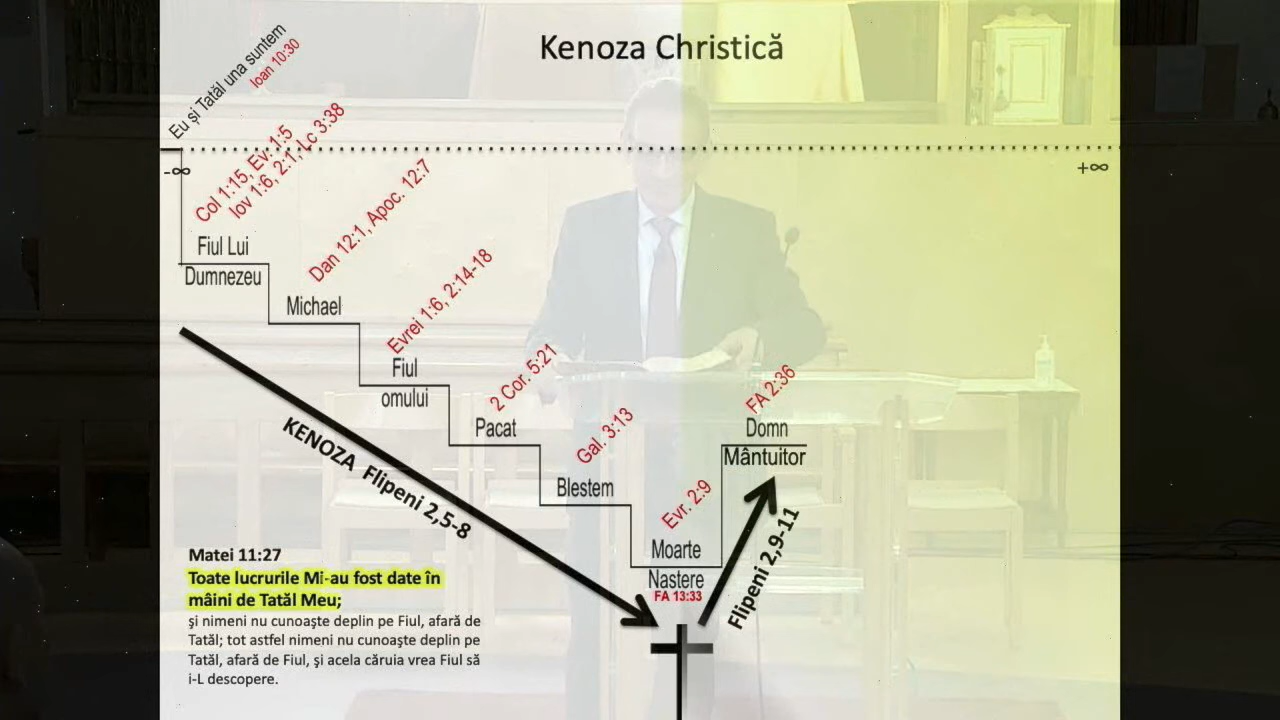 Kenoza Christică
Eu și Tatăl una suntem
Ioan 10:30
-∞
+∞
Col 1:15, Ev. 1:5
Iov 1:6, 2:1, Lc 3:38
Fiul Lui
Dumnezeu
Dan 12:1, Apoc. 12:7
Michael
Evrei 1:6, 2:14-18
Fiul
omului
2 Cor. 5:21
Pacat
Gal. 3:13
Blestem
Evr. 2:9
Moarte
Nastere
FA 13:33
FA 2:36
Domn
Mântuitor
KENOZA Flipeni 2,5-8
Flipeni 2,9-11
Matei 11:27
Toate lucrurile Mi-au fost date în
mâini de Tatăl Meu;
şi nimeni nu cunoaşte deplin pe Fiul, afară de
Tatăl; tot astfel nimeni nu cunoaşte deplin pe
Tatăl, afară de Fiul, şi acela căruia vrea Fiul să
i-L descopere.